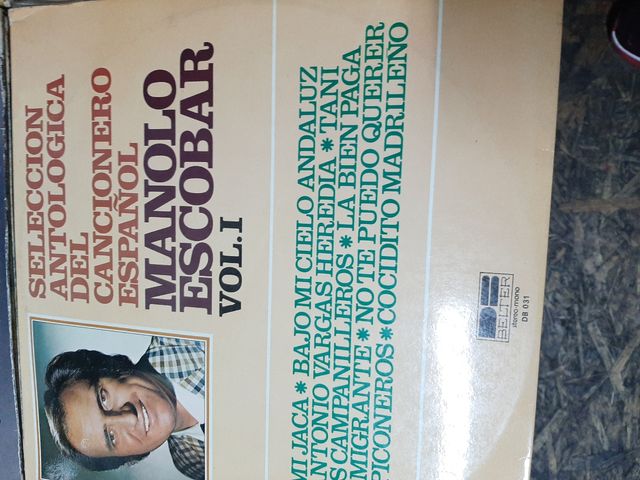 SELECCION
ANTOLOGICA
DEL
CANCIONERO
ESPAÑOL
MANOLO
ESCOBAR
VOL. I
MI JACA * BAJO MI CIELO ANDALUZ
ANTONIO VARGAS HEREDIA * TANI
S CAMPANILLEROS * LA BIEN PAGA
MIGRANTE * NO TE PUEDO QUERER
PICONEROS * COCIDITO MADRILEÑO
BELTER
stereo/mono
DB 031